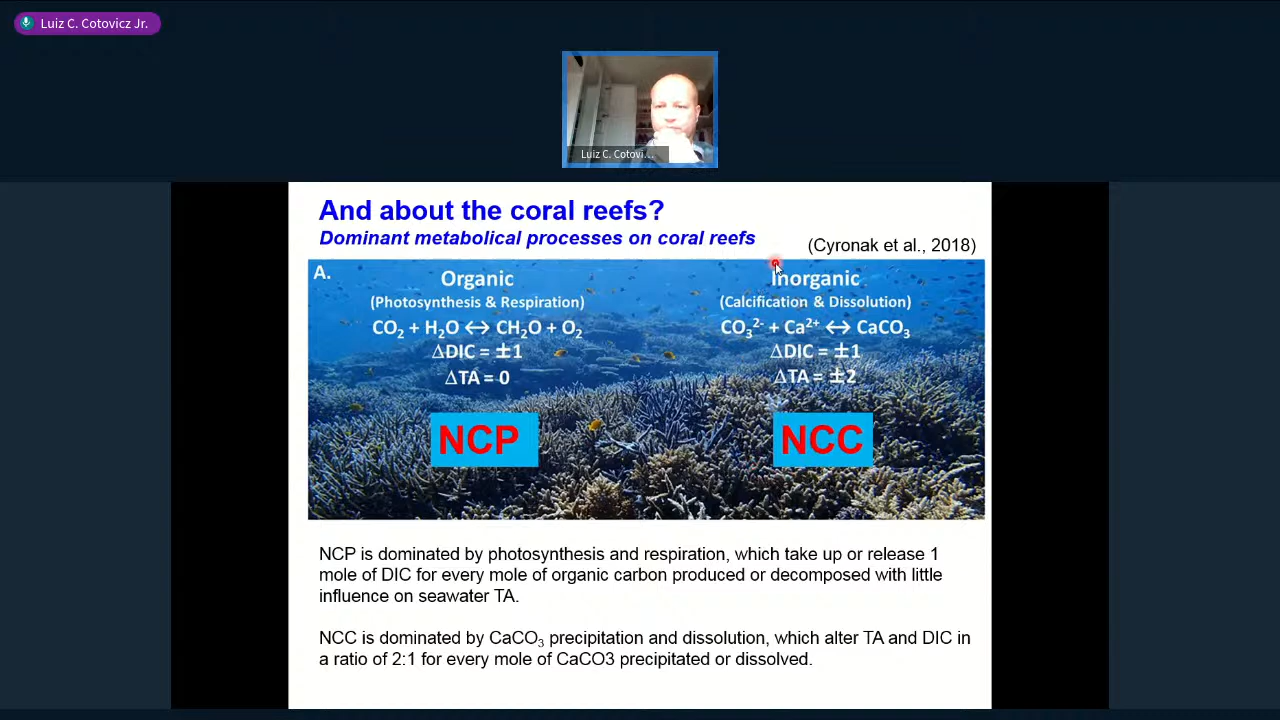 Luiz C. Cotovicz Jr.
Luiz C. Cotovi...
And about the coral reefs?
Dominant metabolical processes on coral reefs
(Cyronak et al., 2018)
A.
Organic
(Photosynthesis & Respiration)
CO₂ + H₂O ↔ CH₂O + O₂
ΔDIC = ±1
ΔTA = 0
NCP
Inorganic
(Calcification & Dissolution)
CO₃²⁻ + Ca²⁺ ↔ CaCO₃
ΔDIC = ±1
ΔTA = ±2
NCC
NCP is dominated by photosynthesis and respiration, which take up or release 1
mole of DIC for every mole of organic carbon produced or decomposed with little
influence on seawater TA.
NCC is dominated by CaCO₃ precipitation and dissolution, which alter TA and DIC in
a ratio of 2:1 for every mole of CaCO3 precipitated or dissolved.